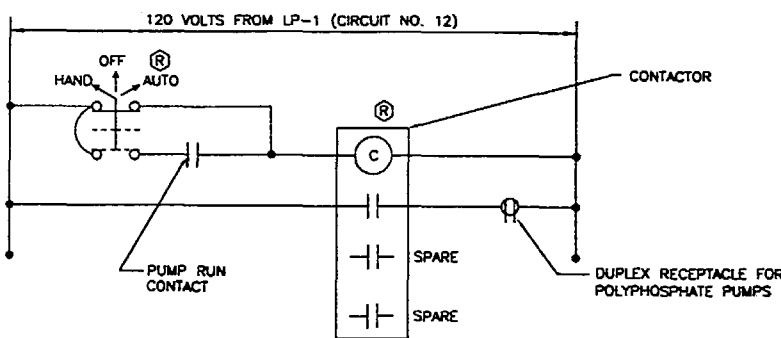 120 VOLTS FROM LP-1 (CIRCUIT NO. 12)
OFF
R
HAND
AUTO
CONTACTOR
R
C
PUMP RUN
CONTACT
SPARE
DUPLEX RECEPTACLE FOR
POLYPHOSPHATE PUMPS
SPARE